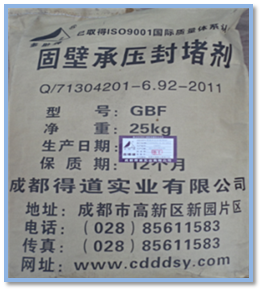 已取得ISO9001国际质量体系认
固壁承压封堵剂
Q/71304201-6.92-2011
型 号：GBF
净 重：25kg
生产日期：
保 质 期：12个月
成都得道实业有限公司
地址：成都市高新区新园片区
电话：（028）85611583
传真：（028）85611583
网址：www.cdddsy.com